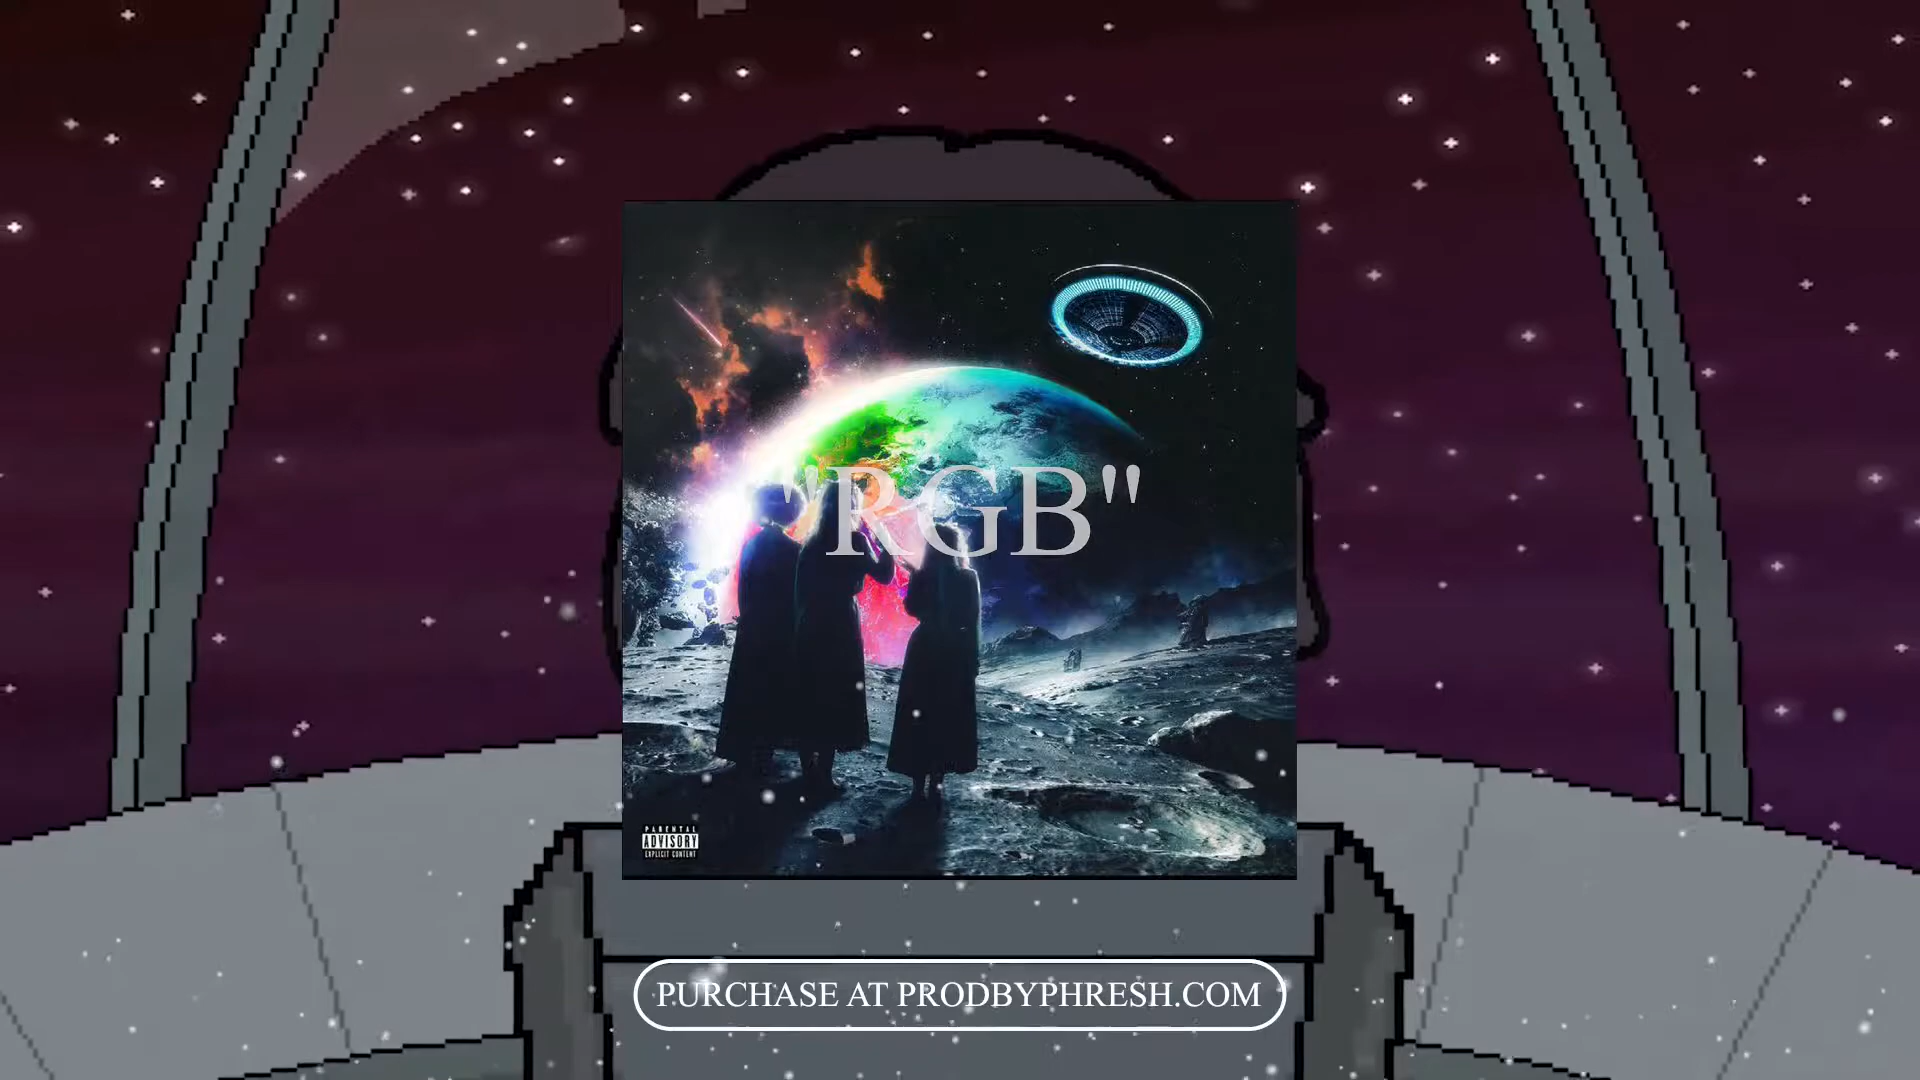 "RGB"
PARENTAL
ADVISORY
EXPLICIT CONTENT
PURCHASE AT PRODBYPHRESH.COM